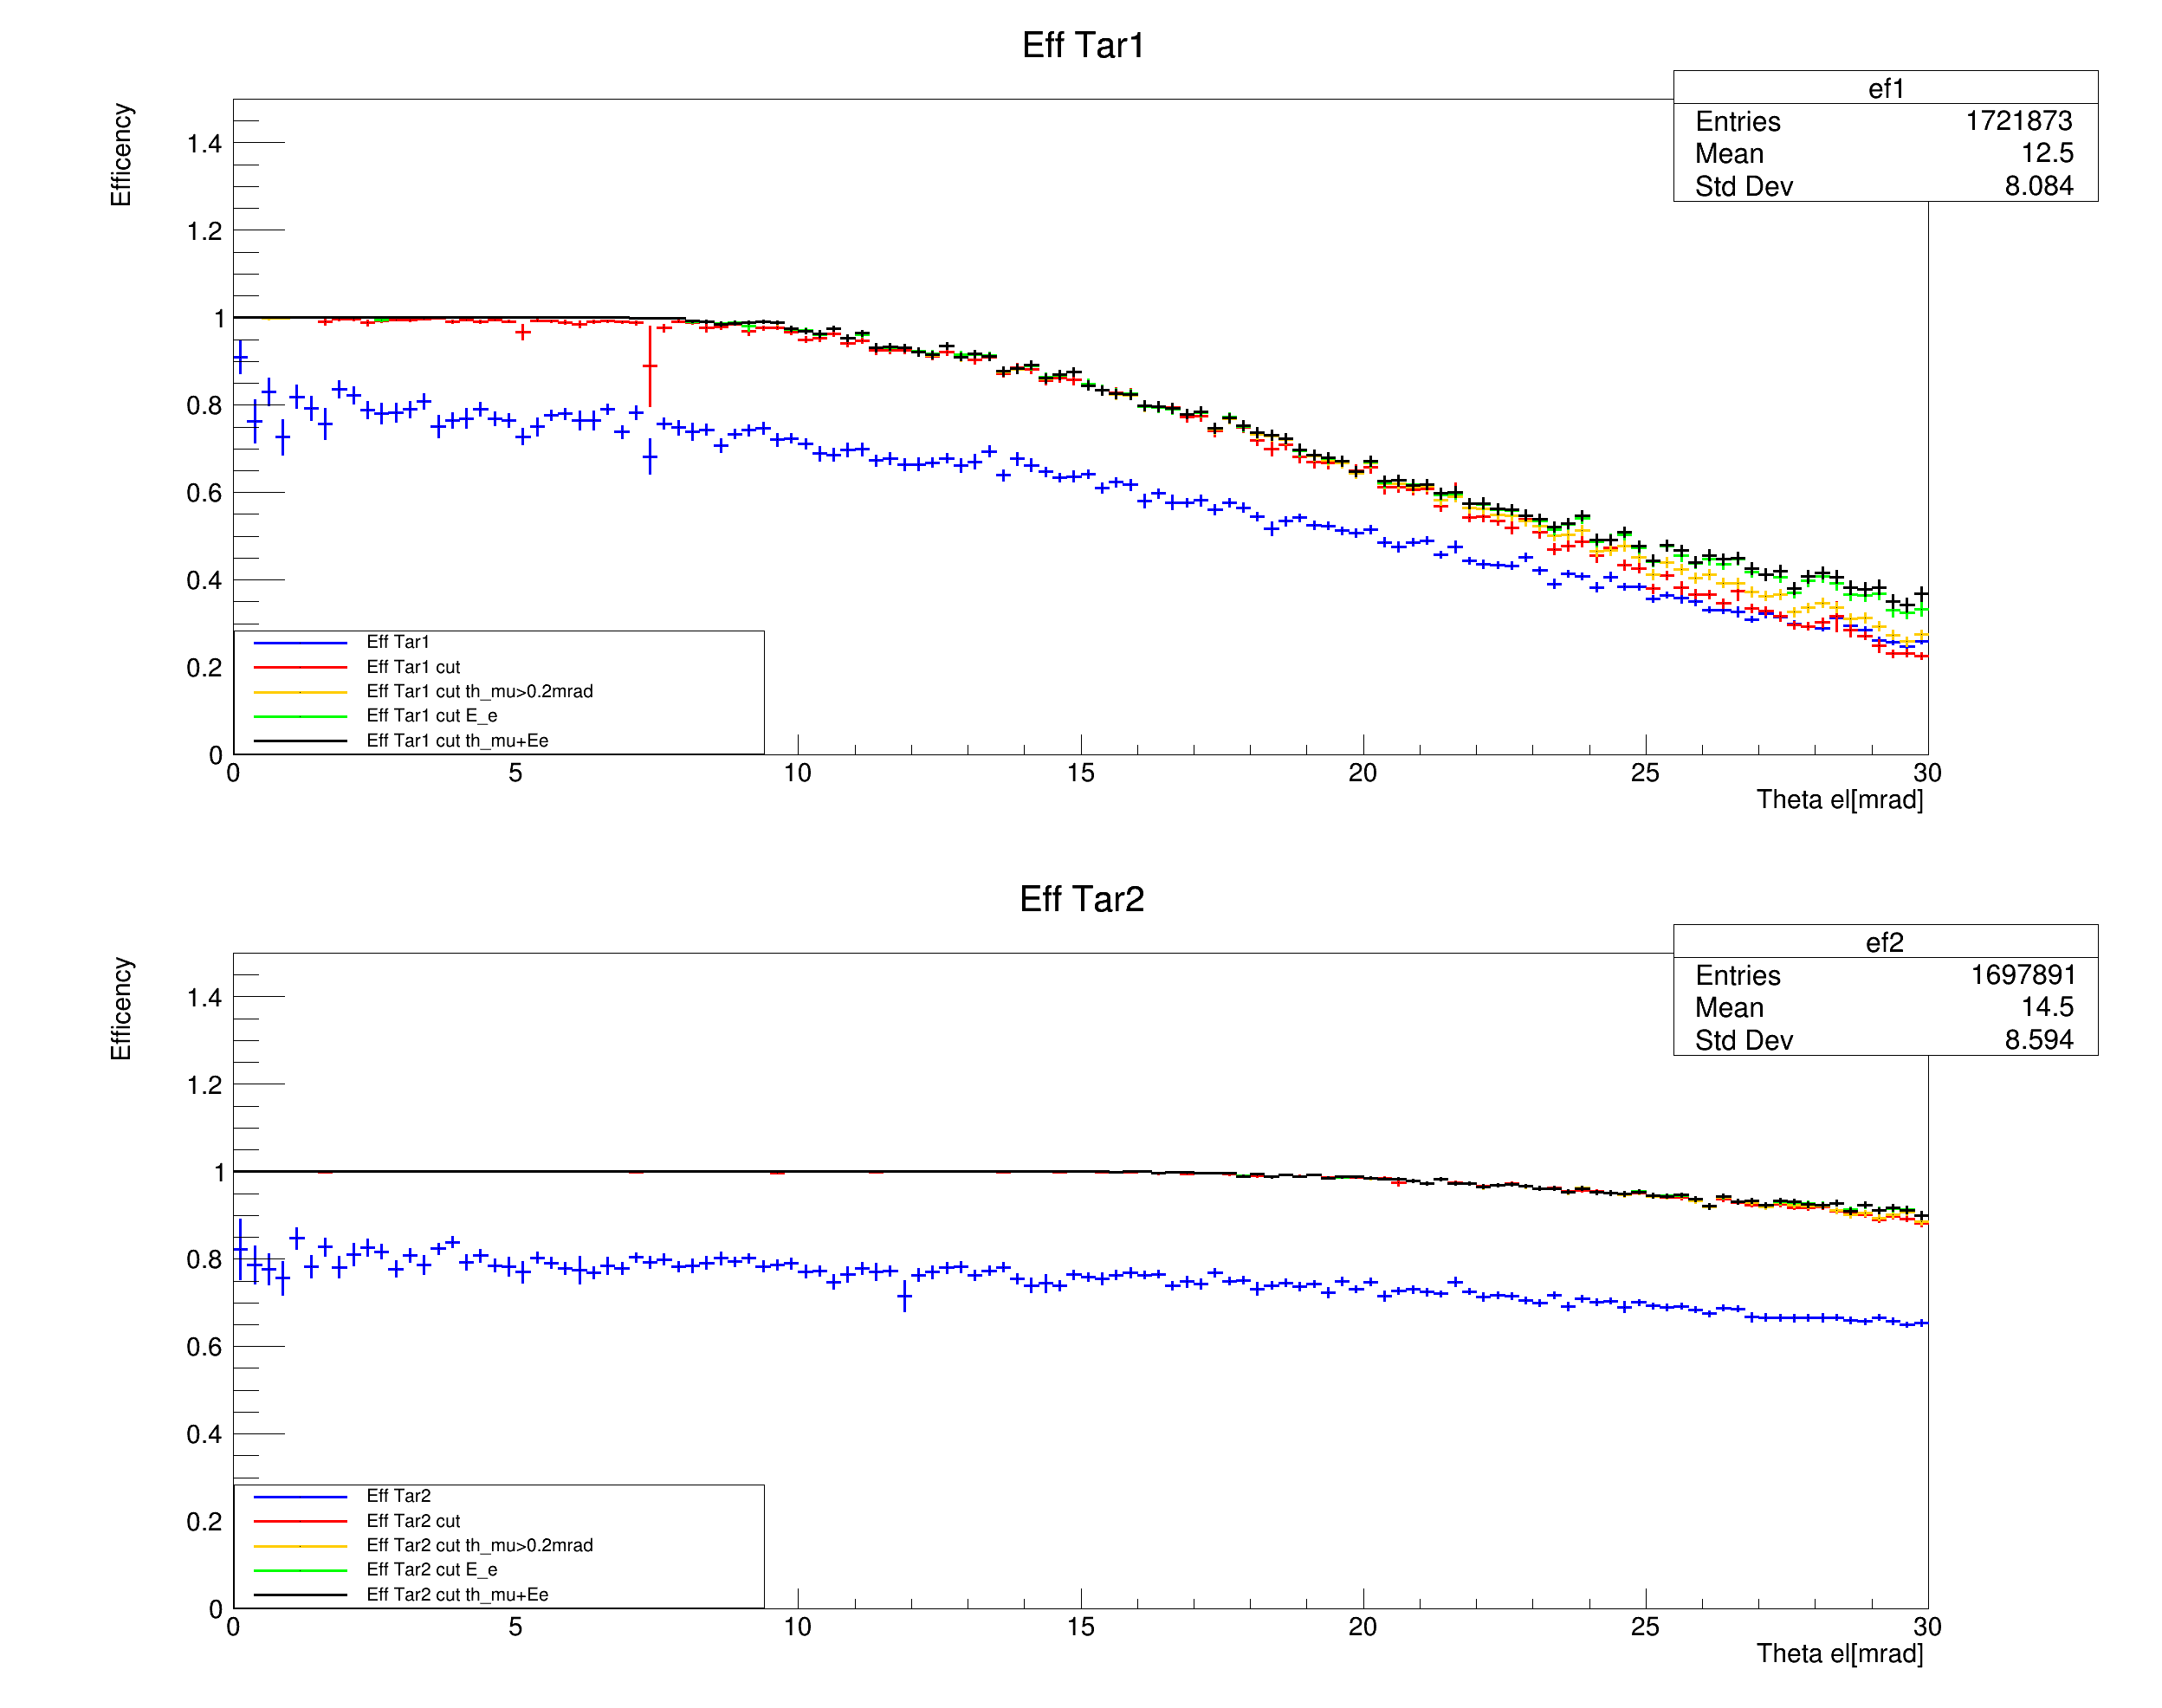 Eff Tar1
ef1
Entries 1721873
Mean 12.5
Std Dev 8.084
Efficency
1.4
1.2
1
0.8
0.6
0.4
0.2
0
Eff Tar1
Eff Tar1 cut
Eff Tar1 cut th_mu>0.2mrad
Eff Tar1 cut E_e
Eff Tar1 cut th_mu+Ee
0 5 10 15 20 25 30
Theta el[mrad]
Eff Tar2
ef2
Entries 1697891
Mean 14.5
Std Dev 8.594
Efficency
1.4
1.2
1
0.8
0.6
0.4
0.2
0
Eff Tar2
Eff Tar2 cut
Eff Tar2 cut th_mu>0.2mrad
Eff Tar2 cut E_e
Eff Tar2 cut th_mu+Ee
0 5 10 15 20 25 30
Theta el[mrad]